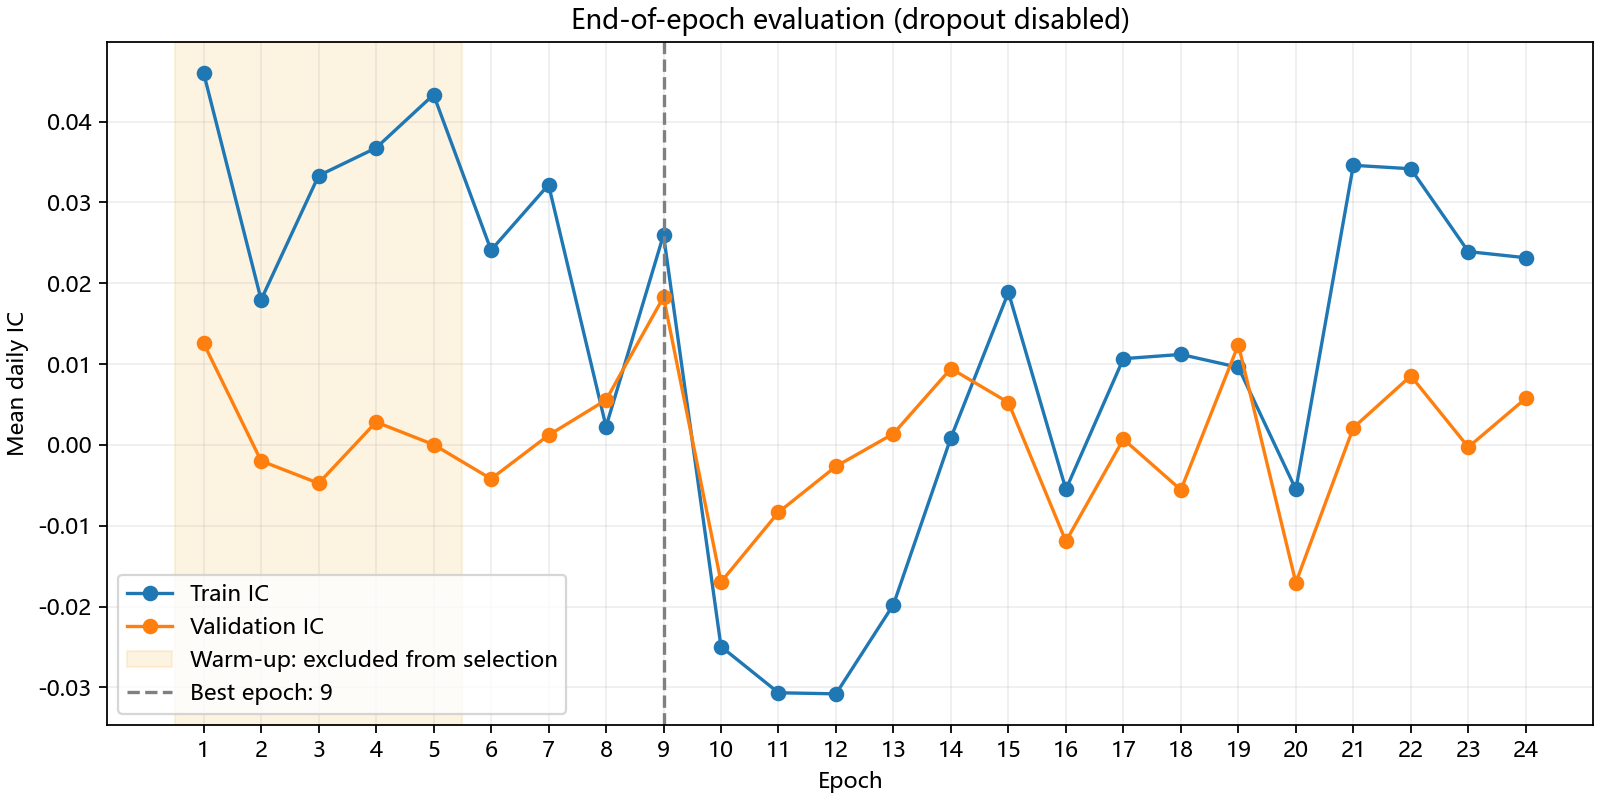 End-of-epoch evaluation (dropout disabled)
Mean daily IC
0.04
0.03
0.02
0.01
0.00
-0.01
-0.02
-0.03
Train IC
Validation IC
Warm-up: excluded from selection
Best epoch: 9
1 2 3 4 5 6 7 8 9 10 11 12 13 14 15 16 17 18 19 20 21 22 23 24
Epoch